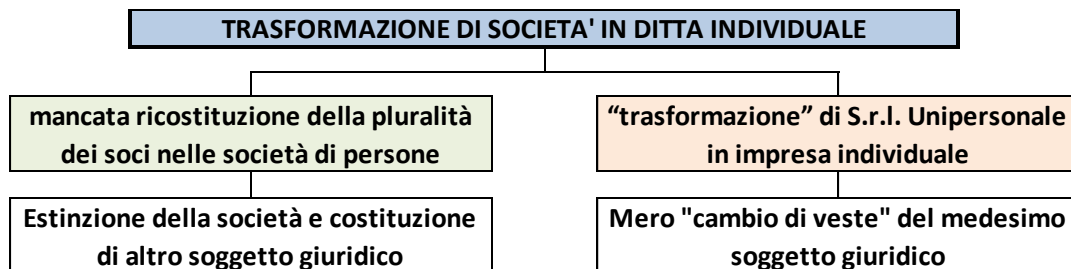 TRASFORMAZIONE DI SOCIETA' IN DITTA INDIVIDUALE
mancata ricostituzione della pluralità
dei soci nelle società di persone
“trasformazione” di S.r.l. Unipersonale
in impresa individuale
Estinzione della società e costituzione
di altro soggetto giuridico
Mero "cambio di veste" del medesimo
soggetto giuridico